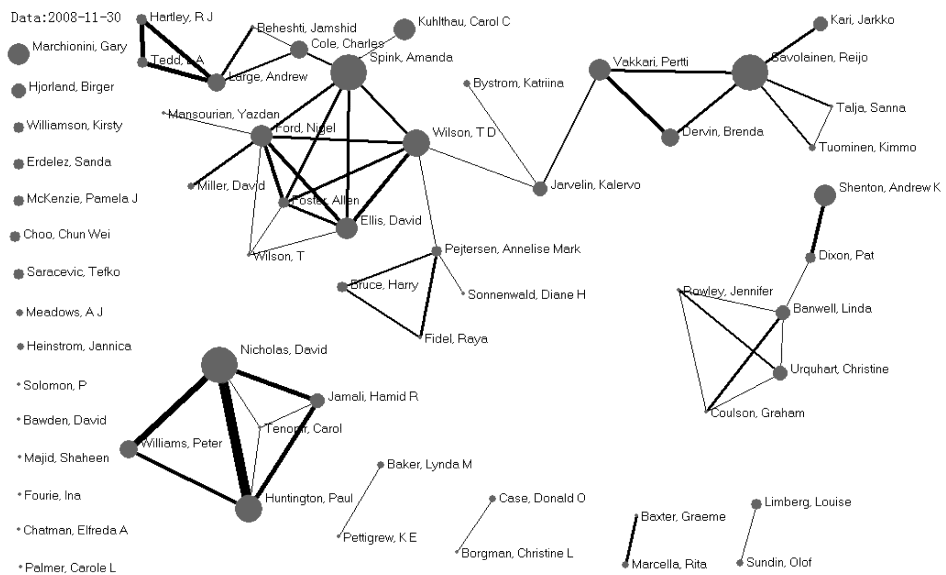 Data:2008-11-30
Hartley, R J
Beheshti, Jamshid
Kuhlthau, Carol C
Kari, Jarkko
Marchionini, Gary
Cole, Charles
Tedd, L A
Large, Andrew
Spink, Amanda
Vakkari, Pertti
Savolainen, Reijo
Hjorland, Birger
Bystrom, Katriina
Mansourian, Yazdan
Talja, Sanna
Williamson, Kirsty
Ford, Nigel
Wilson, T D
Dervin, Brenda
Tuominen, Kimmo
Erdelez, Sanda
Miller, David
Jarvelin, Kalervo
Shenton, Andrew K
McKenzie, Pamela J
Foster, Allen
Ellis, David
Choo, Chun Wei
Wilson, T
Pejtersen, Annelise Mark
Dixon, Pat
Saracevic, Tefko
Bruce, Harry
Sonnenwald, Diane H
Rowley, Jennifer
Meadows, A J
Banwell, Linda
Fidel, Raya
Heinstrom, Jannica
Nicholas, David
Urquhart, Christine
Solomon, P
Jamali, Hamid R
Coulson, Graham
Bawden, David
Tenopir, Carol
Williams, Peter
Majid, Shaheen
Baker, Lynda M
Fourie, Ina
Huntington, Paul
Case, Donald O
Limberg, Louise
Baxter, Graeme
Chatman, Elfreda A
Pettigrew, K E
Borgman, Christine L
Palmer, Carole L
Marcella, Rita
Sundin, Olof